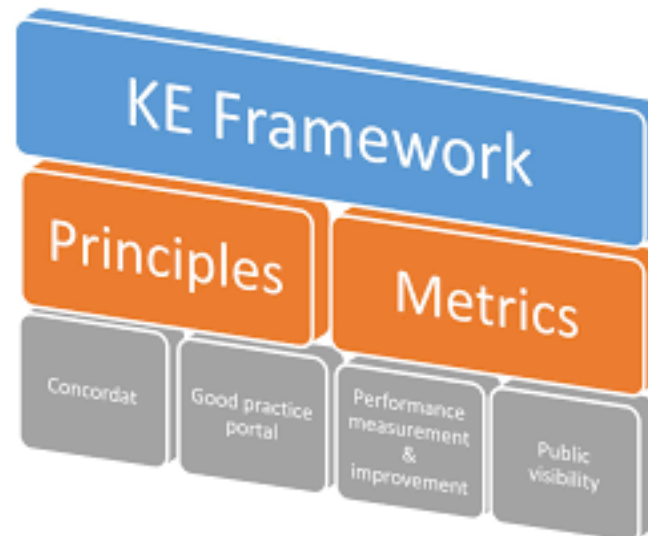 KE Framework
Principles
Metrics
Concordat
Good practice
portal
Performance
measurement
&
improvement
Public
visibility